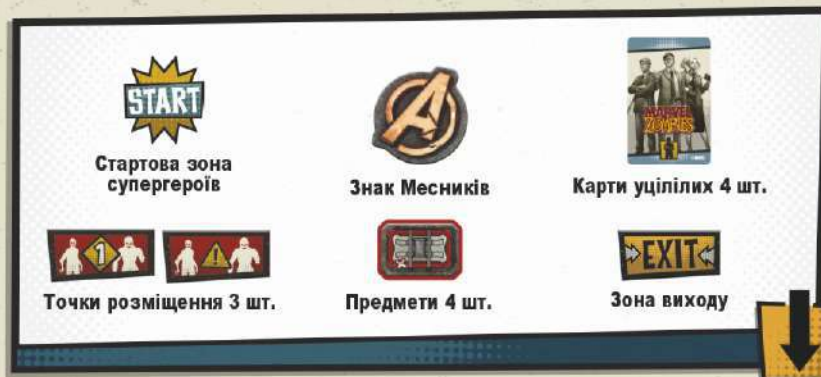 START
Стартова зона
супергероїв
Знак Месників
MARVEL
ZOMBIES
Карти уцілілих 4 шт.
1
!
Точки розміщення 3 шт.
Предмети 4 шт.
EXIT
Зона виходу